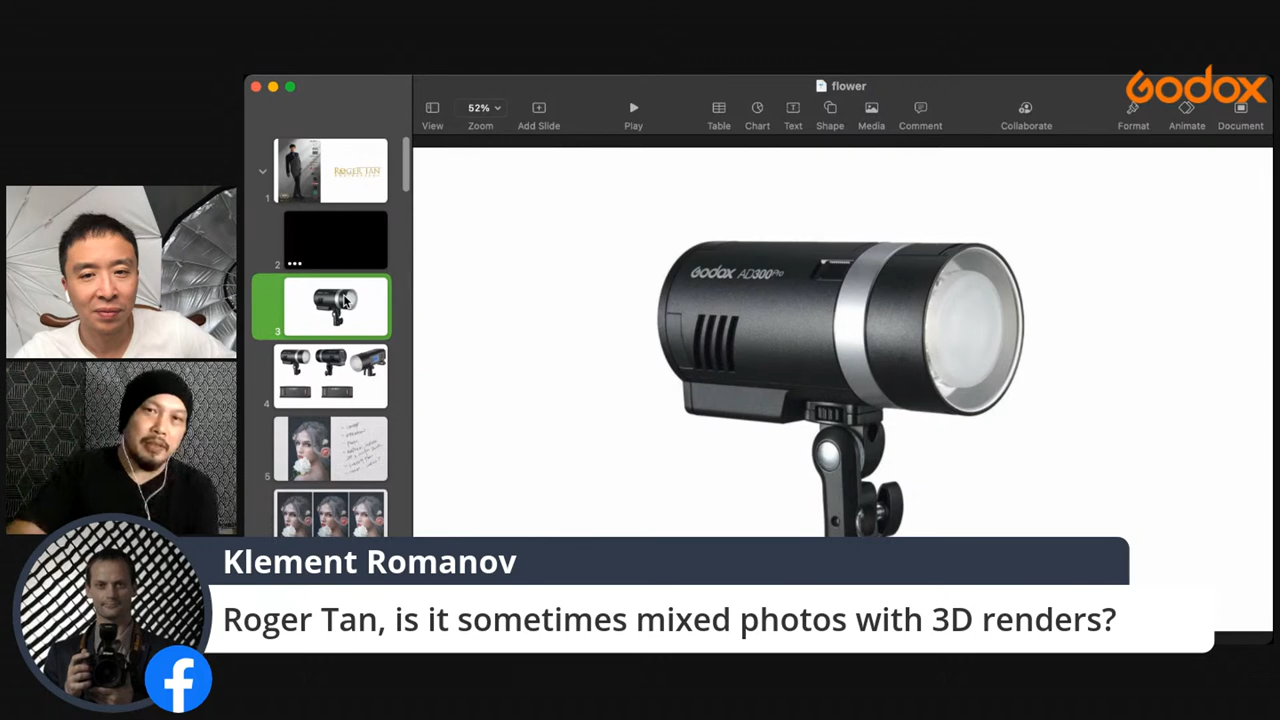 GODOX
flower
52%
View
Zoom
Add Slide
Play
Table
Chart
Text
Shape
Media
Comment
Collaborate
Format
Animate
Document
1
ROGER TAN
2
3
4
5
Godox AD300Pro
Klement Romanov
Roger Tan, is it sometimes mixed photos with 3D renders?